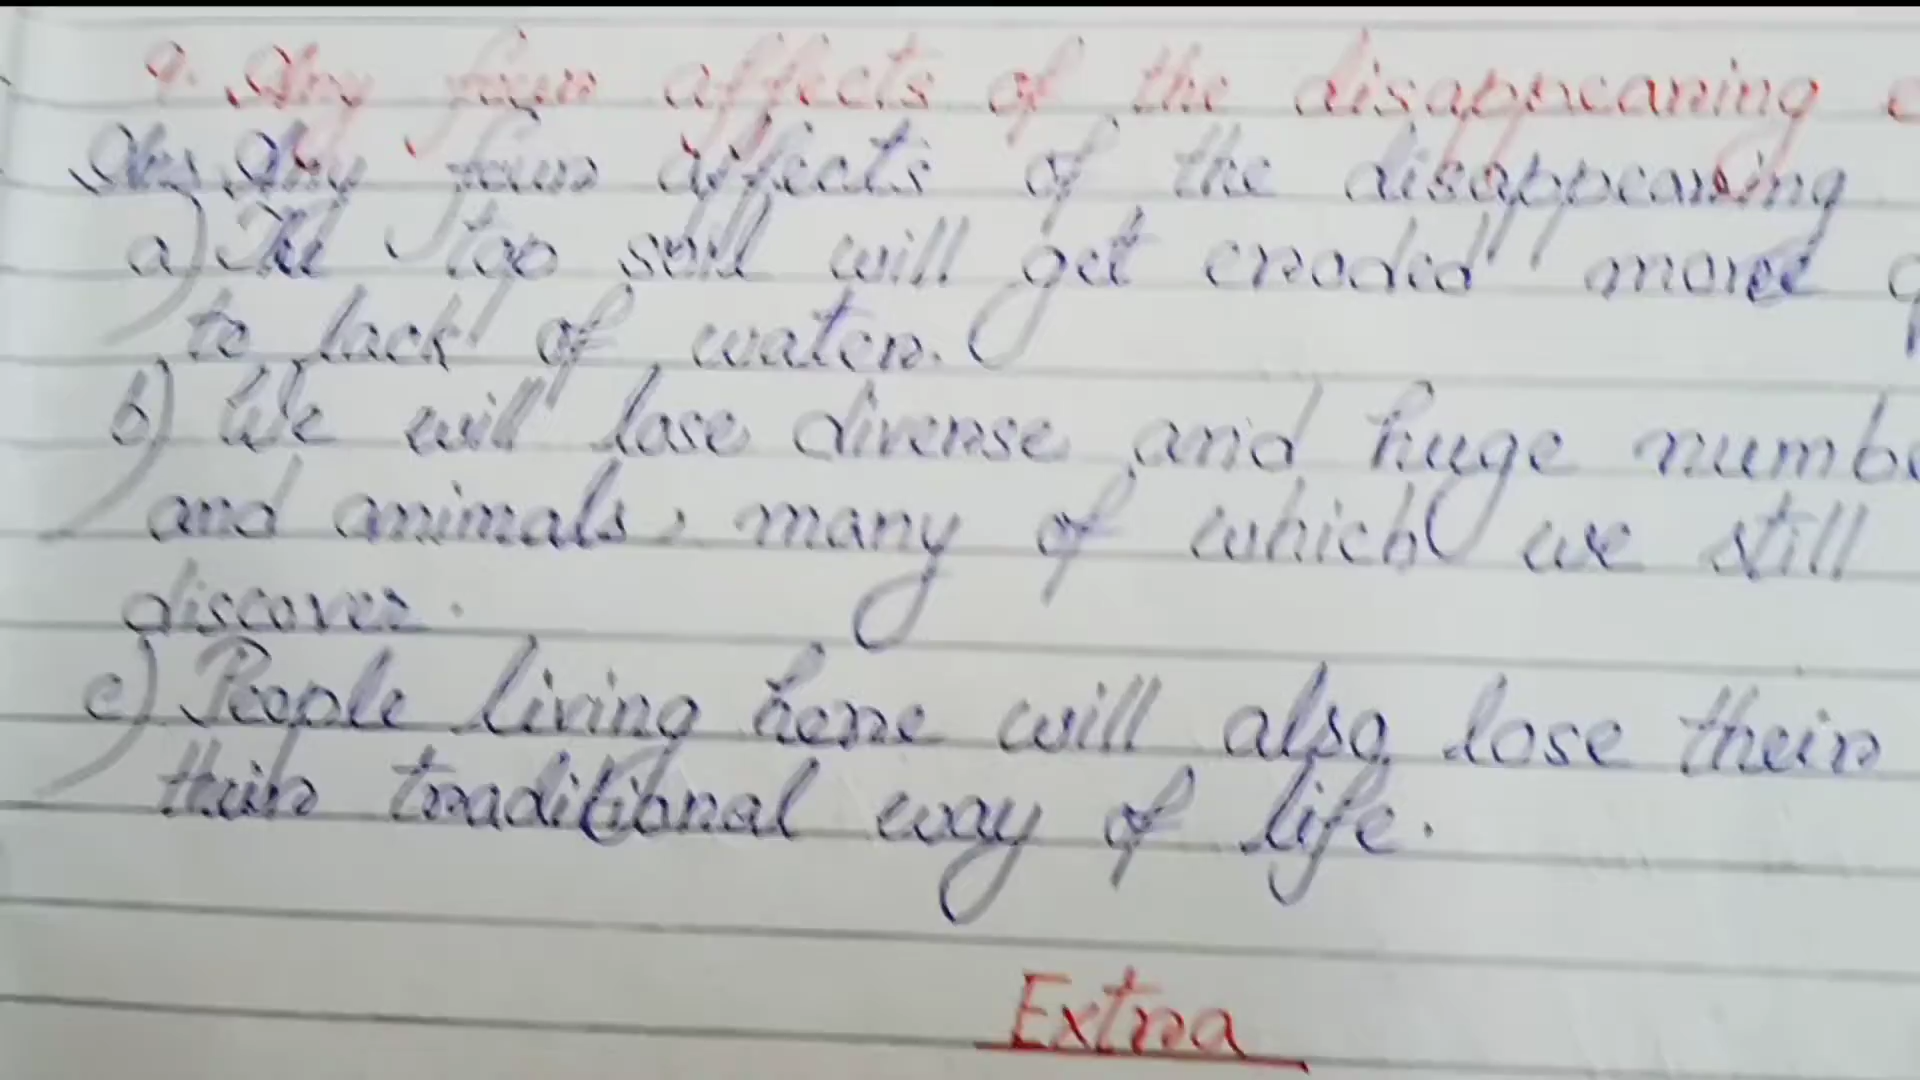 9. Any four affects of the disappearing
Ans. Any four affects of the disappearing
a) The top soil will get eroded more
to lack of water.
b) We will lose diverse and huge numbe
and animals, many of which we still
discover.
c) People living here will also lose their
their traditional way of life.
Extra